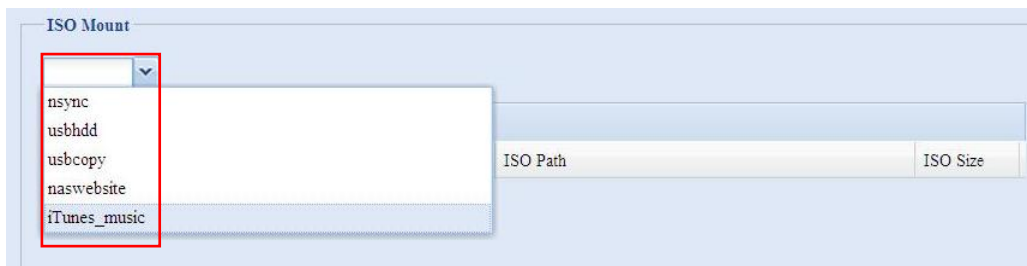 ISO Mount
nsync
usbhdd
usbcopy
naswebsite
iTunes_music
ISO Path
ISO Size